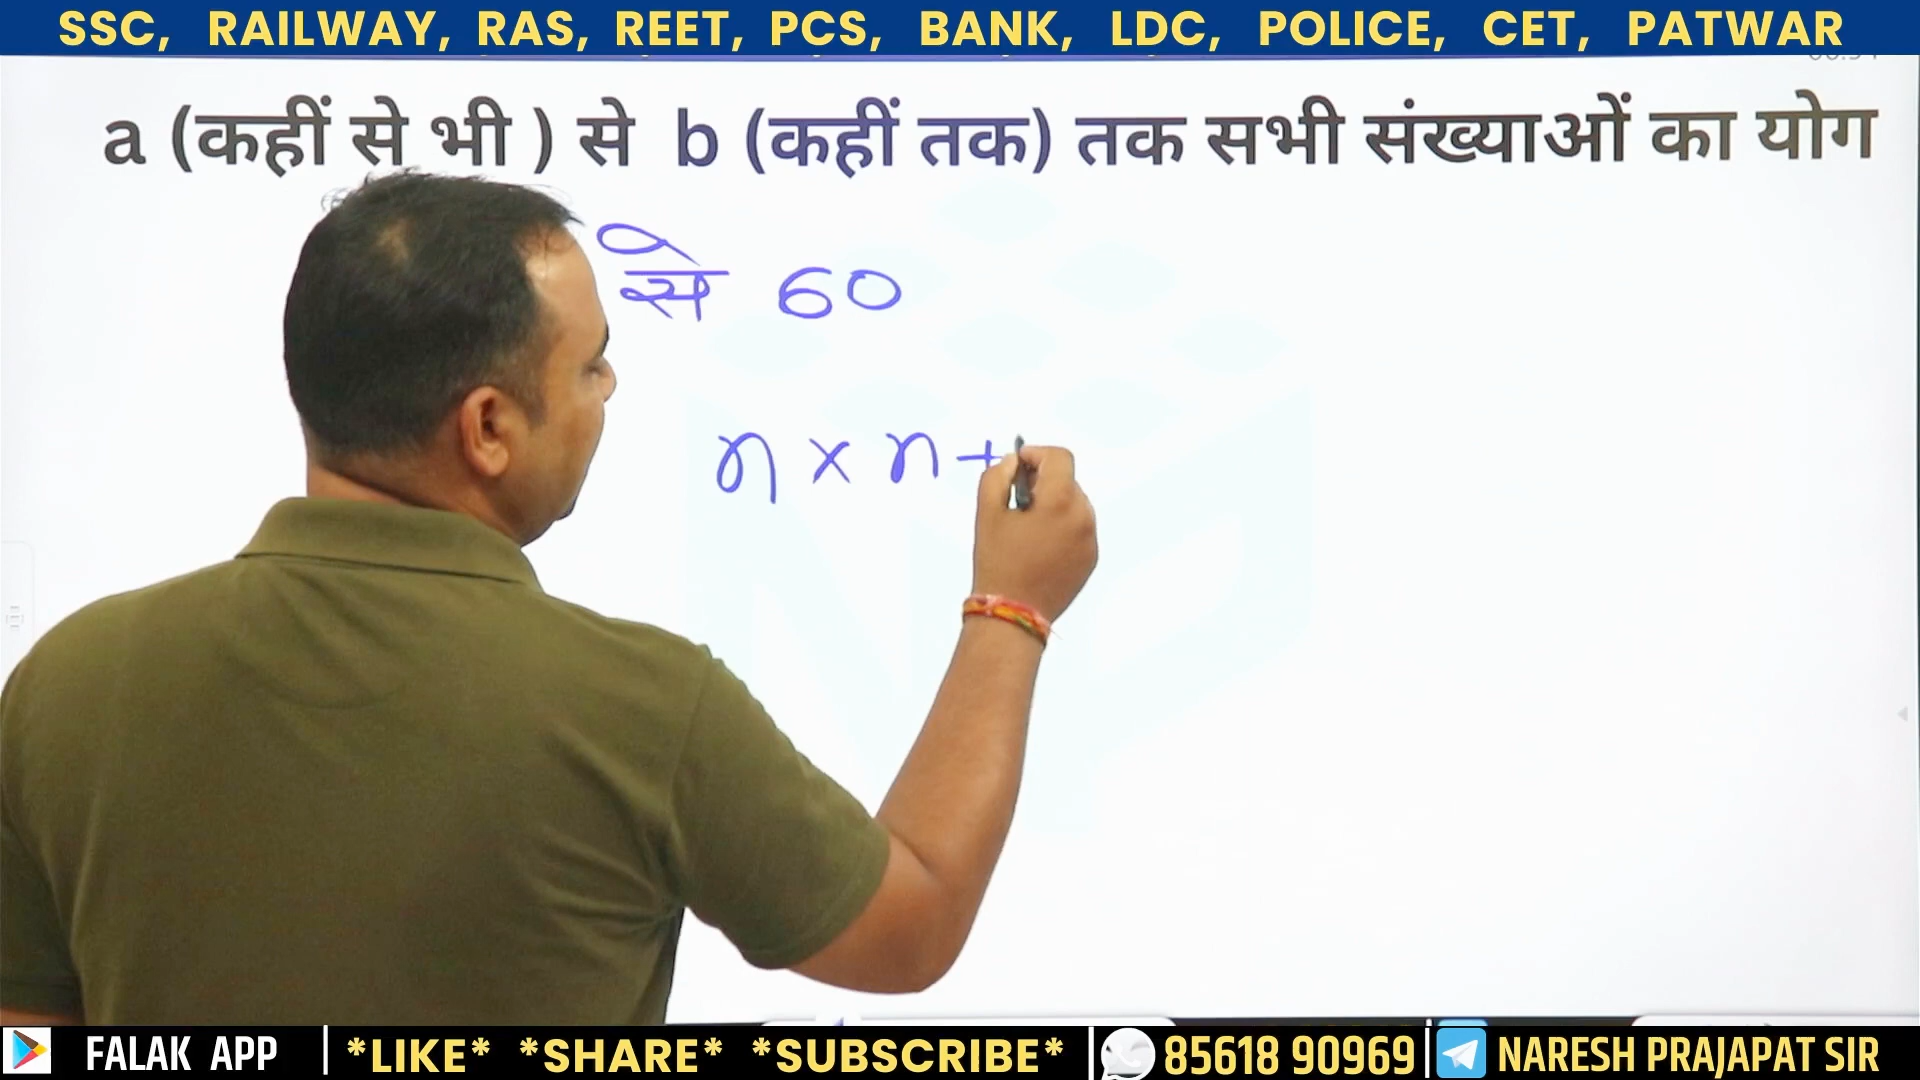 SSC, RAILWAY, RAS, REET, PCS, BANK, LDC, POLICE, CET, PATWAR
a (कहीं से भी ) से b (कहीं तक) तक सभी संख्याओं का योग
से 60
n × n +
FALAK APP
*LIKE* *SHARE* *SUBSCRIBE*
85618 90969
NARESH PRAJAPAT SIR